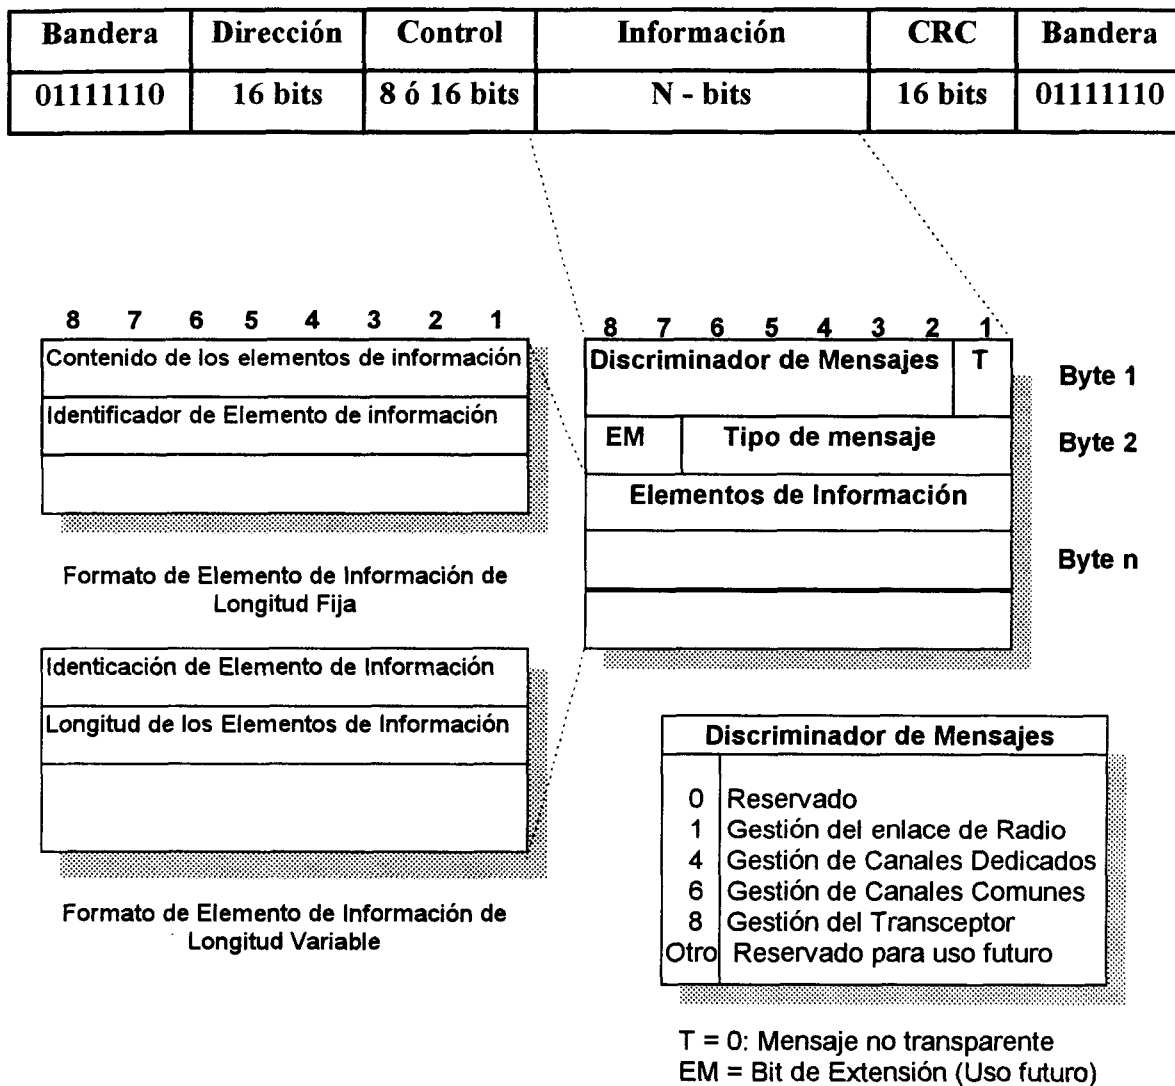 Bandera Dirección Control Información CRC Bandera
01111110 16 bits 8 ó 16 bits N - bits 16 bits 01111110
8 7 6 5 4 3 2 1
Contenido de los elementos de información
Identificador de Elemento de información
Formato de Elemento de Información de
Longitud Fija
Identicación de Elemento de Información
Longitud de los Elementos de Información
Formato de Elemento de Información de
Longitud Variable
8 7 6 5 4 3 2 1
Discriminador de Mensajes T Byte 1
EM Tipo de mensaje Byte 2
Elementos de Información
Byte n
Discriminador de Mensajes
0 Reservado
1 Gestión del enlace de Radio
4 Gestión de Canales Dedicados
6 Gestión de Canales Comunes
8 Gestión del Transceptor
Otro Reservado para uso futuro
T = 0: Mensaje no transparente
EM = Bit de Extensión (Uso futuro)